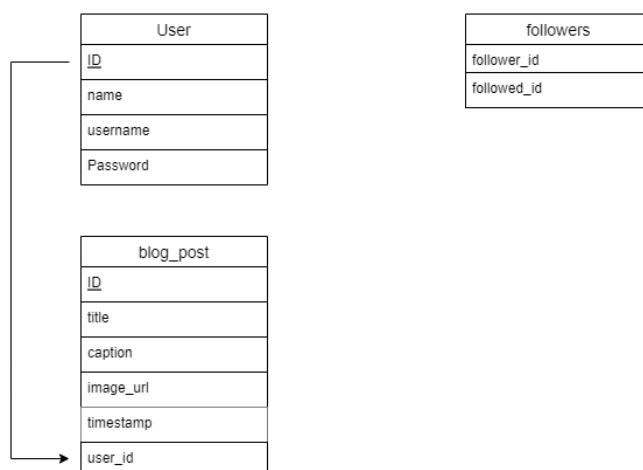 User
ID
name
username
Password
followers
follower_id
followed_id
blog_post
ID
title
caption
image_url
timestamp
user_id